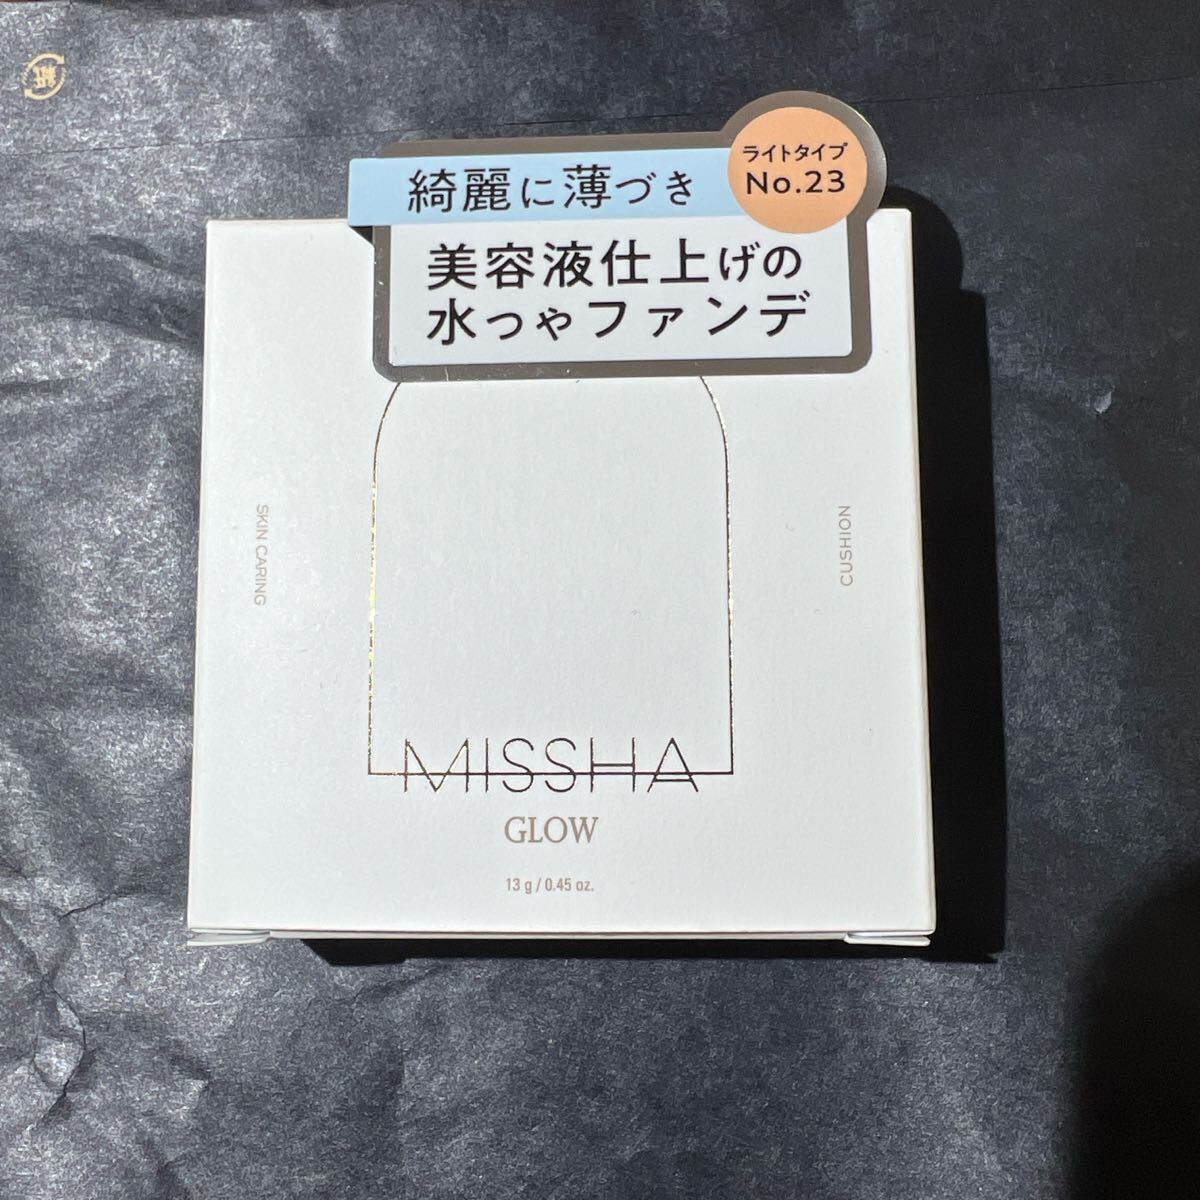 ライトタイプ
No.23
綺麗に薄づき
美容液仕上げの
水つやファンデ
SKIN CARING
CUSHION
MISSHA
GLOW
13 g / 0.45 oz.
紙